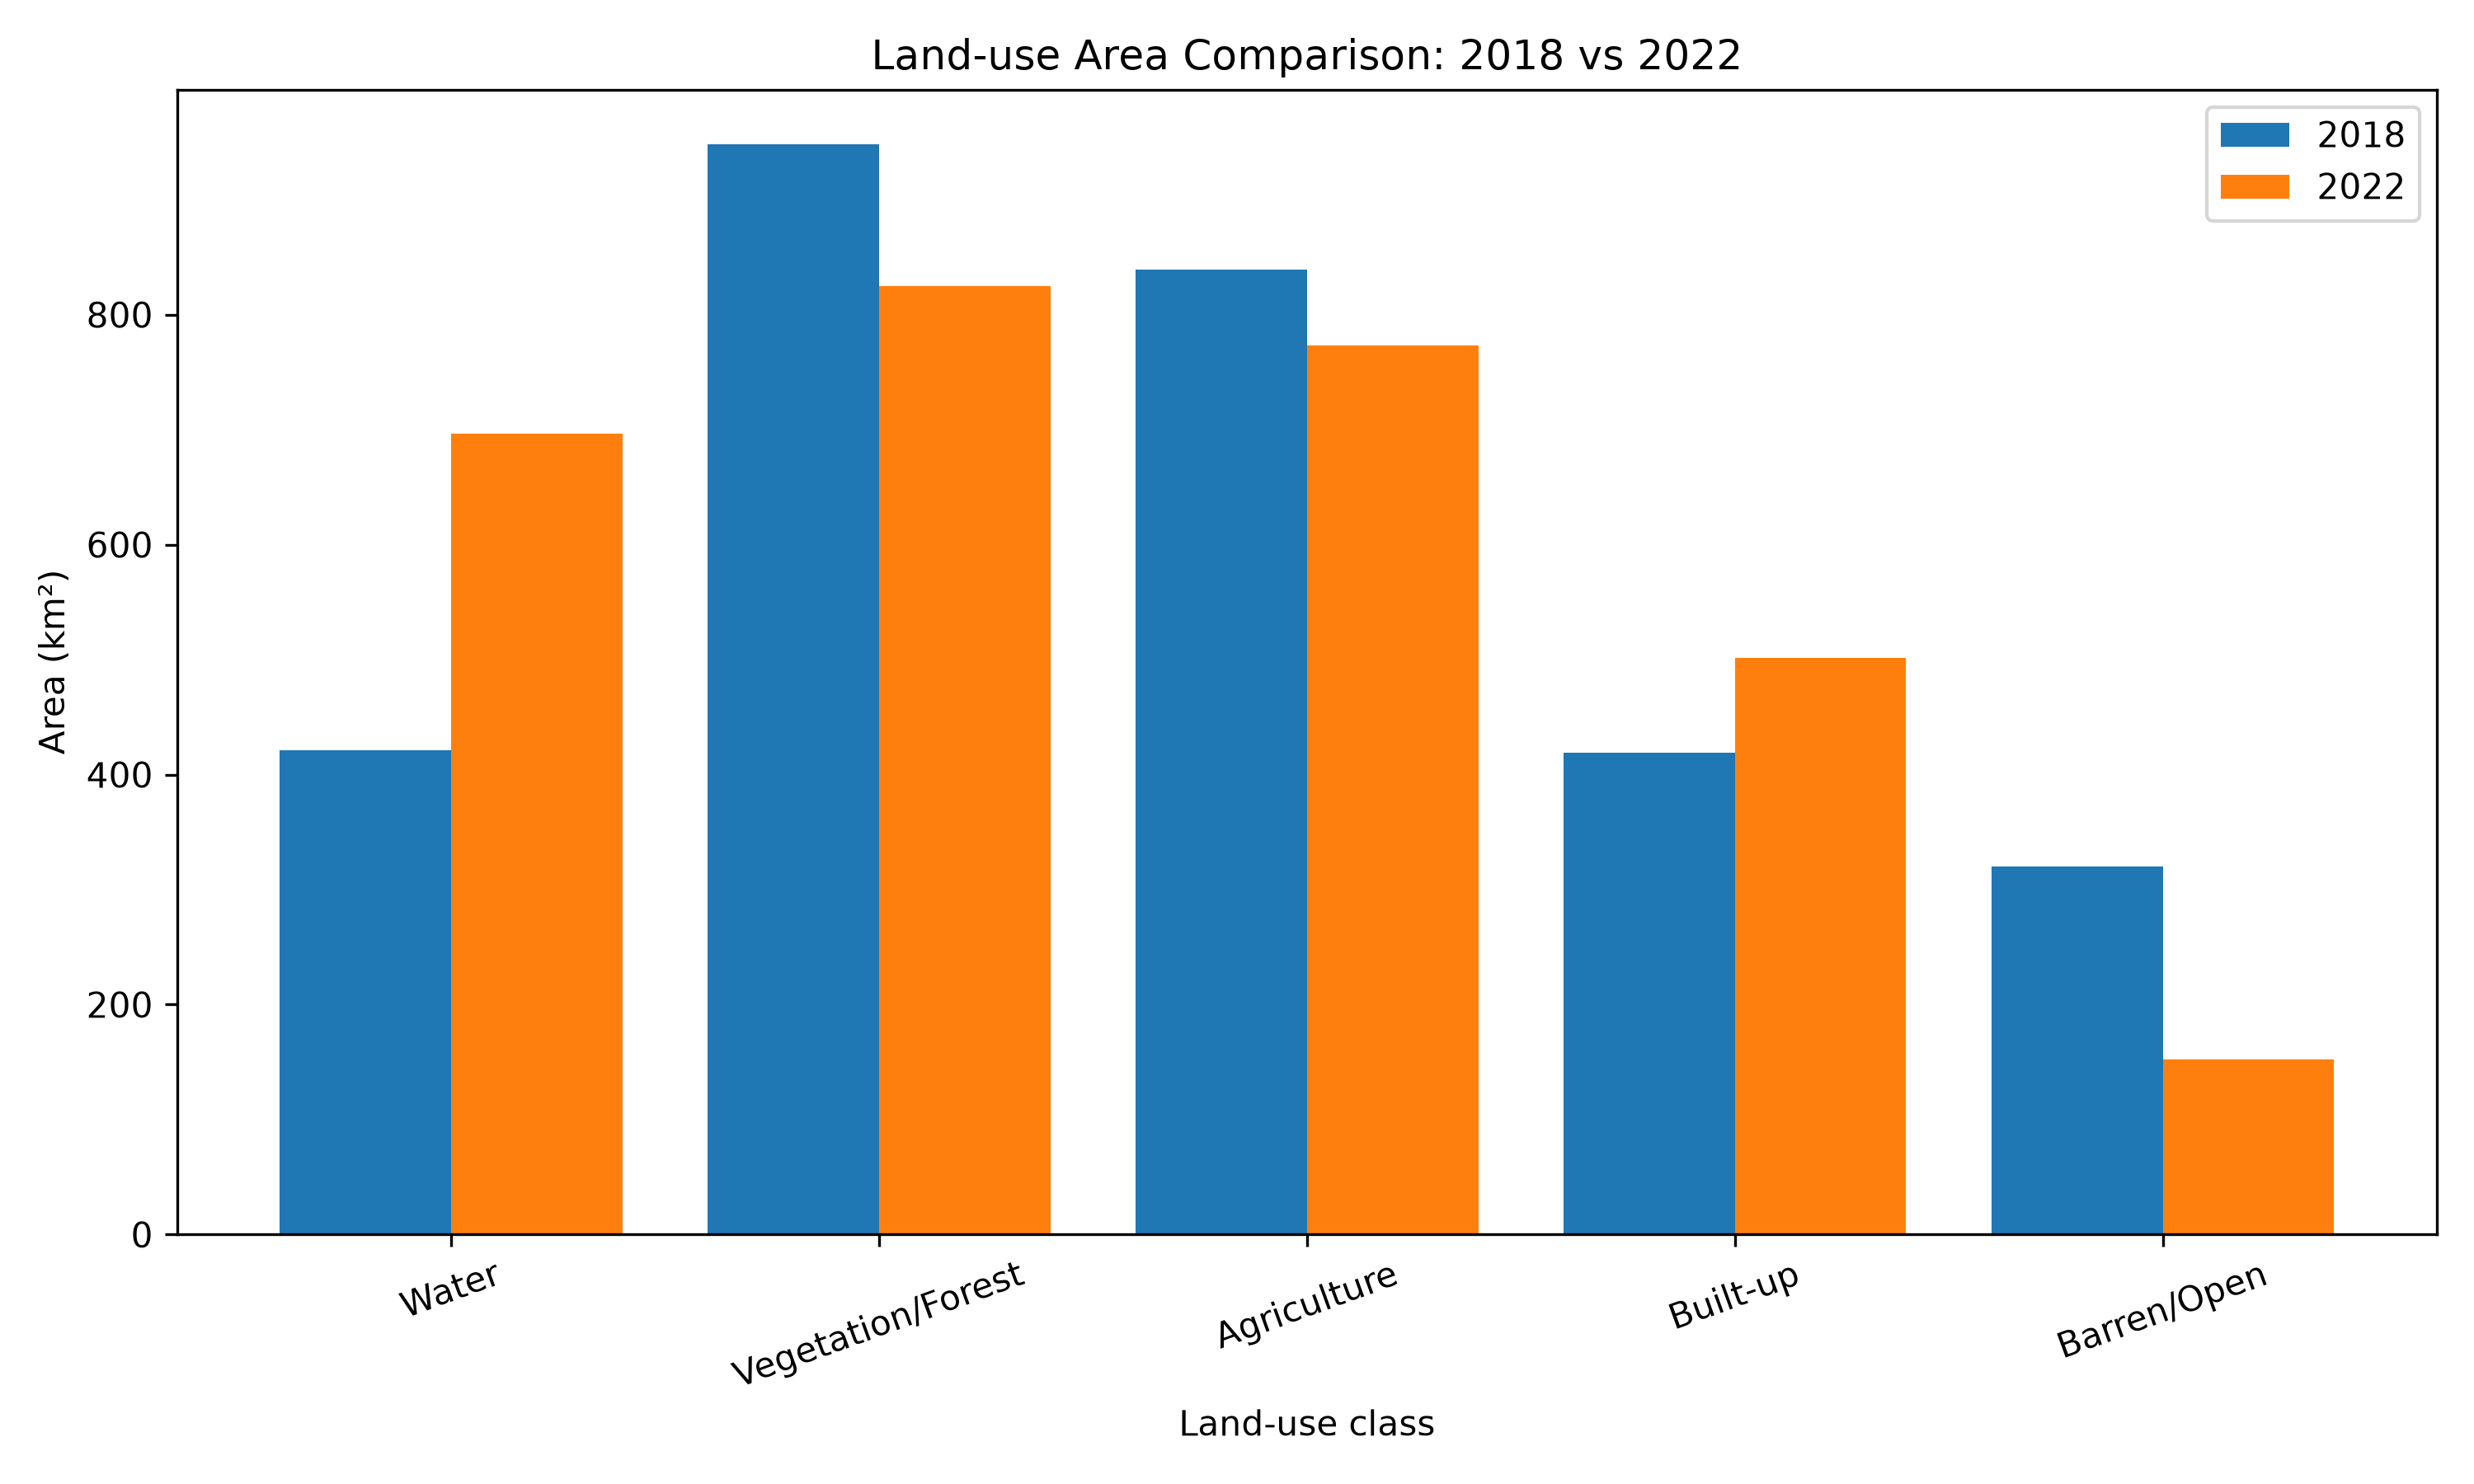 Land-use Area Comparison: 2018 vs 2022
2018
2022
Area (km²)
800
600
400
200
0
Water
Vegetation/Forest
Agriculture
Built-up
Barren/Open
Land-use class